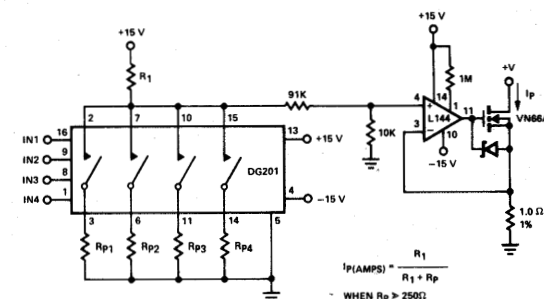 +15 V
+15 V
R1
1M
+V
IP
91K
4
14
1
11
L144
VN66A
3
10
10K
-15 V
2
7
10
15
IN1
16
13
+15 V
IN2
9
IN3
8
DG201
IN4
1
4
-15 V
3
6
11
14
5
RP1
RP2
RP3
RP4
1.0 Ω
1%
IP(AMPS) = R1
R1 + RP
WHEN RP ≥ 250Ω